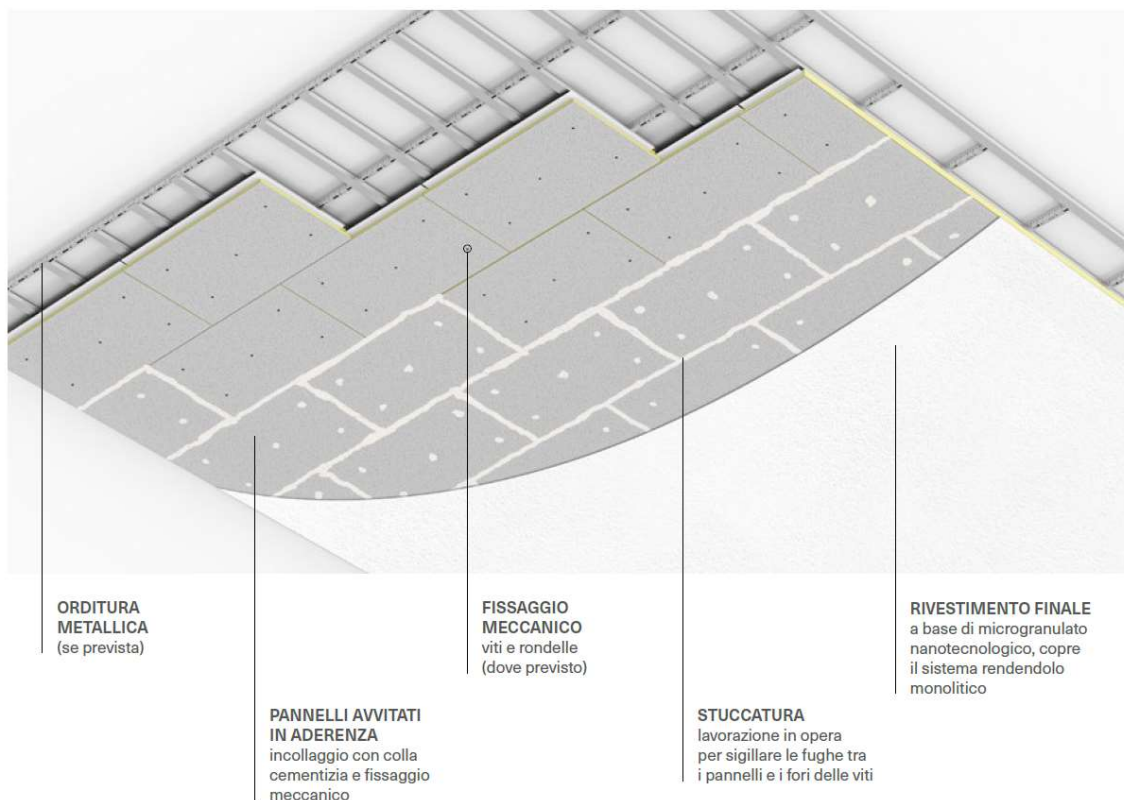 ORDITURA
METALLICA
(se prevista)
PANNELLI AVVITATI
IN ADERENZA
incollaggio con colla
cementizia e fissaggio
meccanico
FISSAGGIO
MECCANICO
viti e rondelle
(dove previsto)
STUCCATURA
lavorazione in opera
per sigillare le fughe tra
i pannelli e i fori delle viti
RIVESTIMENTO FINALE
a base di microgranulato
nanotecnologico, copre
il sistema rendendolo
monolitico